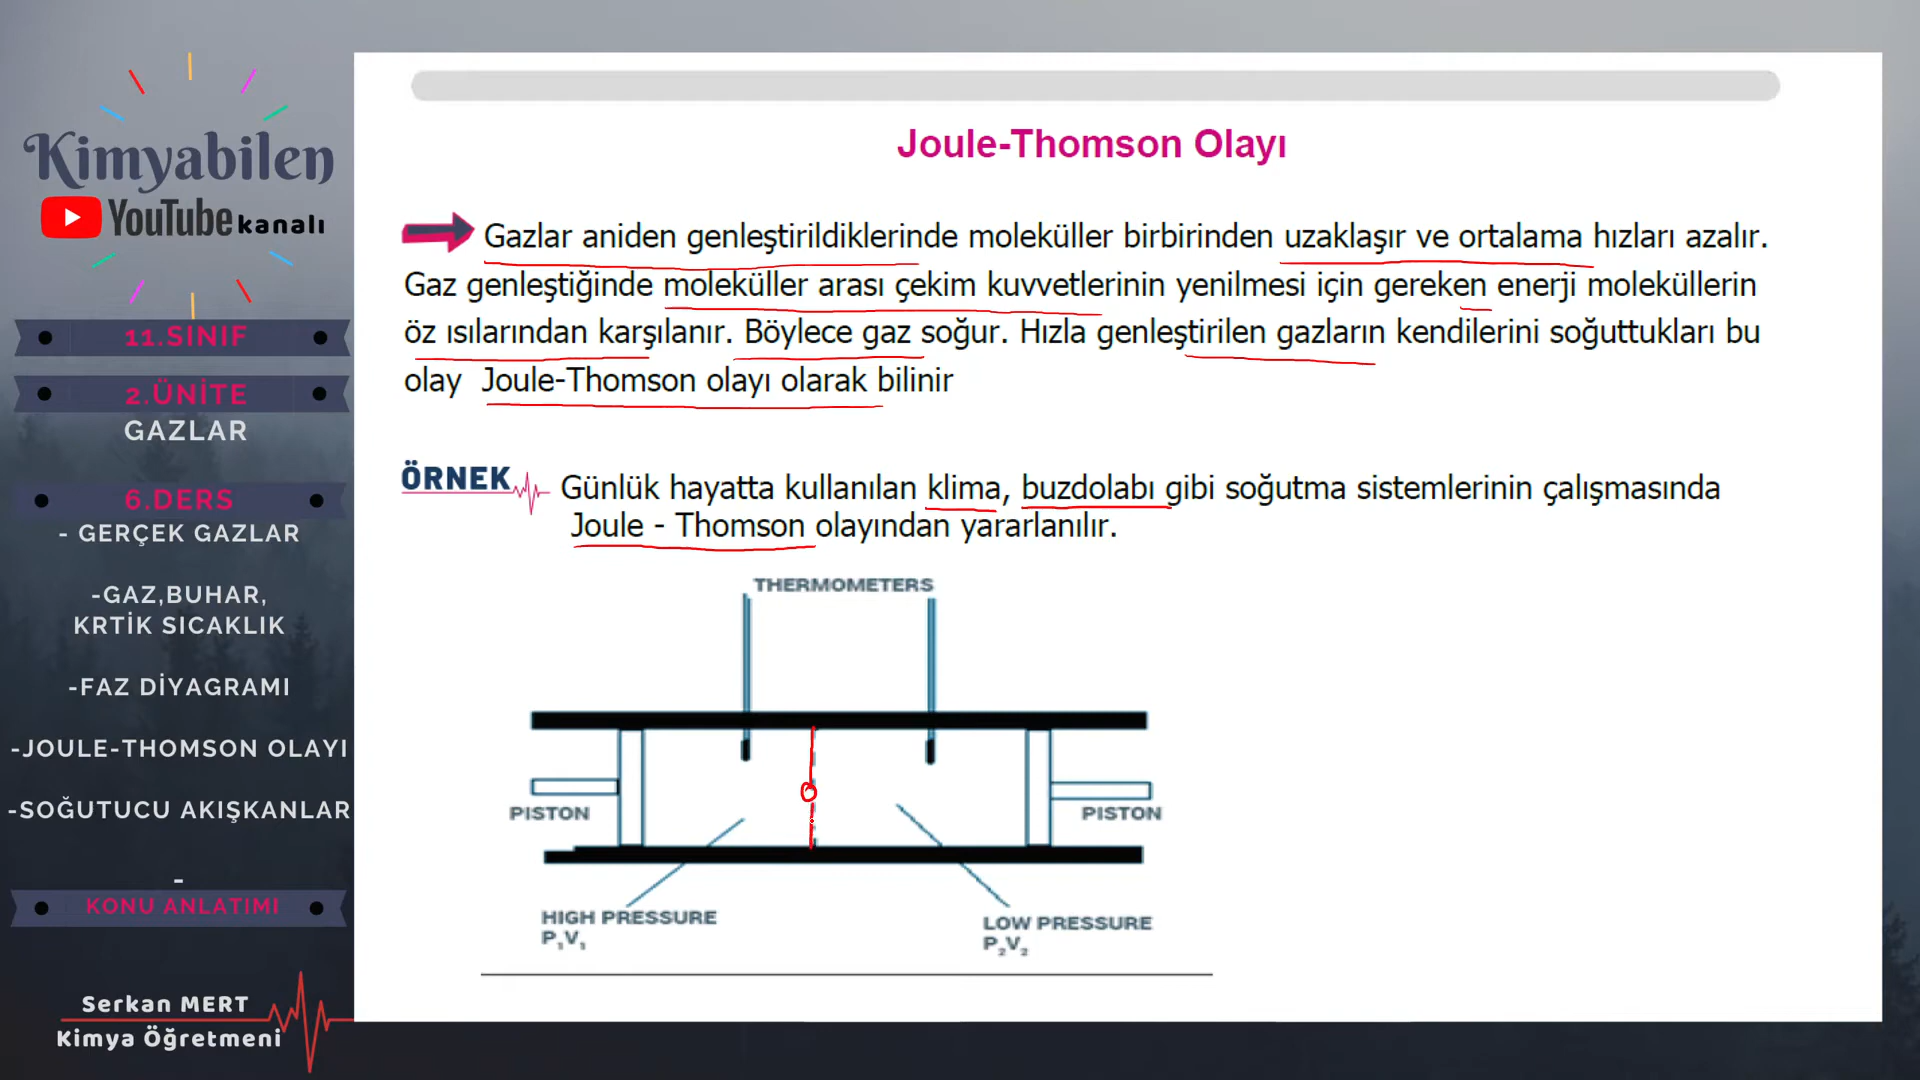 Kimyabilen
YouTube kanalı
11.SINIF
2.ÜNİTE
GAZLAR
6.DERS
- GERÇEK GAZLAR
-GAZ,BUHAR,
KRTİK SICAKLIK
-FAZ DİYAGRAMI
-JOULE-THOMSON OLAYI
-SOĞUTUCU AKIŞKANLAR
-
KONU ANLATIMI
Serkan MERT
Kimya Öğretmeni
Joule-Thomson Olayı
Gazlar aniden genleştirildiklerinde moleküller birbirinden uzaklaşır ve ortalama hızları azalır.
Gaz genleştiğinde moleküller arası çekim kuvvetlerinin yenilmesi için gereken enerji moleküllerin
öz ısılarından karşılanır. Böylece gaz soğur. Hızla genleştirilen gazların kendilerini soğuttukları bu
olay Joule-Thomson olayı olarak bilinir
ÖRNEK Günlük hayatta kullanılan klima, buzdolabı gibi soğutma sistemlerinin çalışmasında
Joule - Thomson olayından yararlanılır.
THERMOMETERS
PISTON
PISTON
HIGH PRESSURE
P₁V₁
LOW PRESSURE
P₂V₂